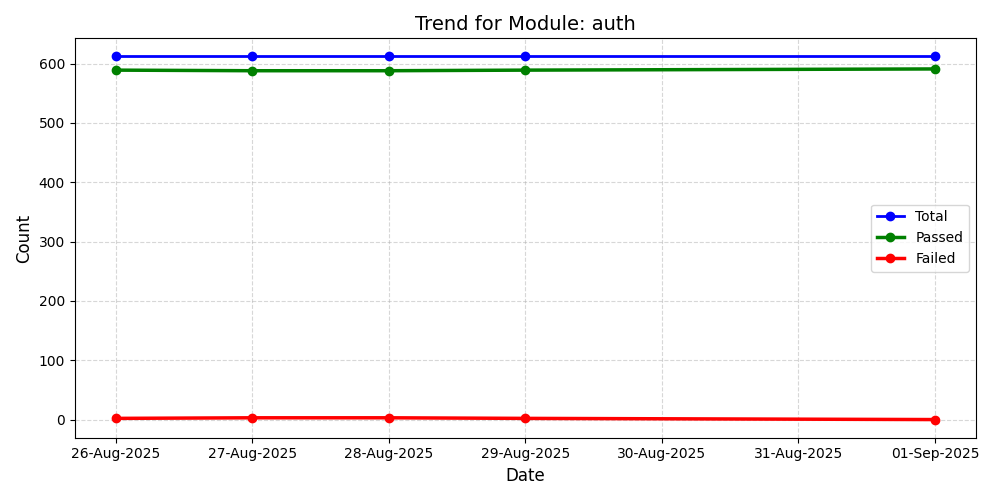 Trend for Module: auth
Count
600
500
400
300
200
100
0
Total
Passed
Failed
26-Aug-2025
27-Aug-2025
28-Aug-2025
29-Aug-2025
30-Aug-2025
31-Aug-2025
01-Sep-2025
Date